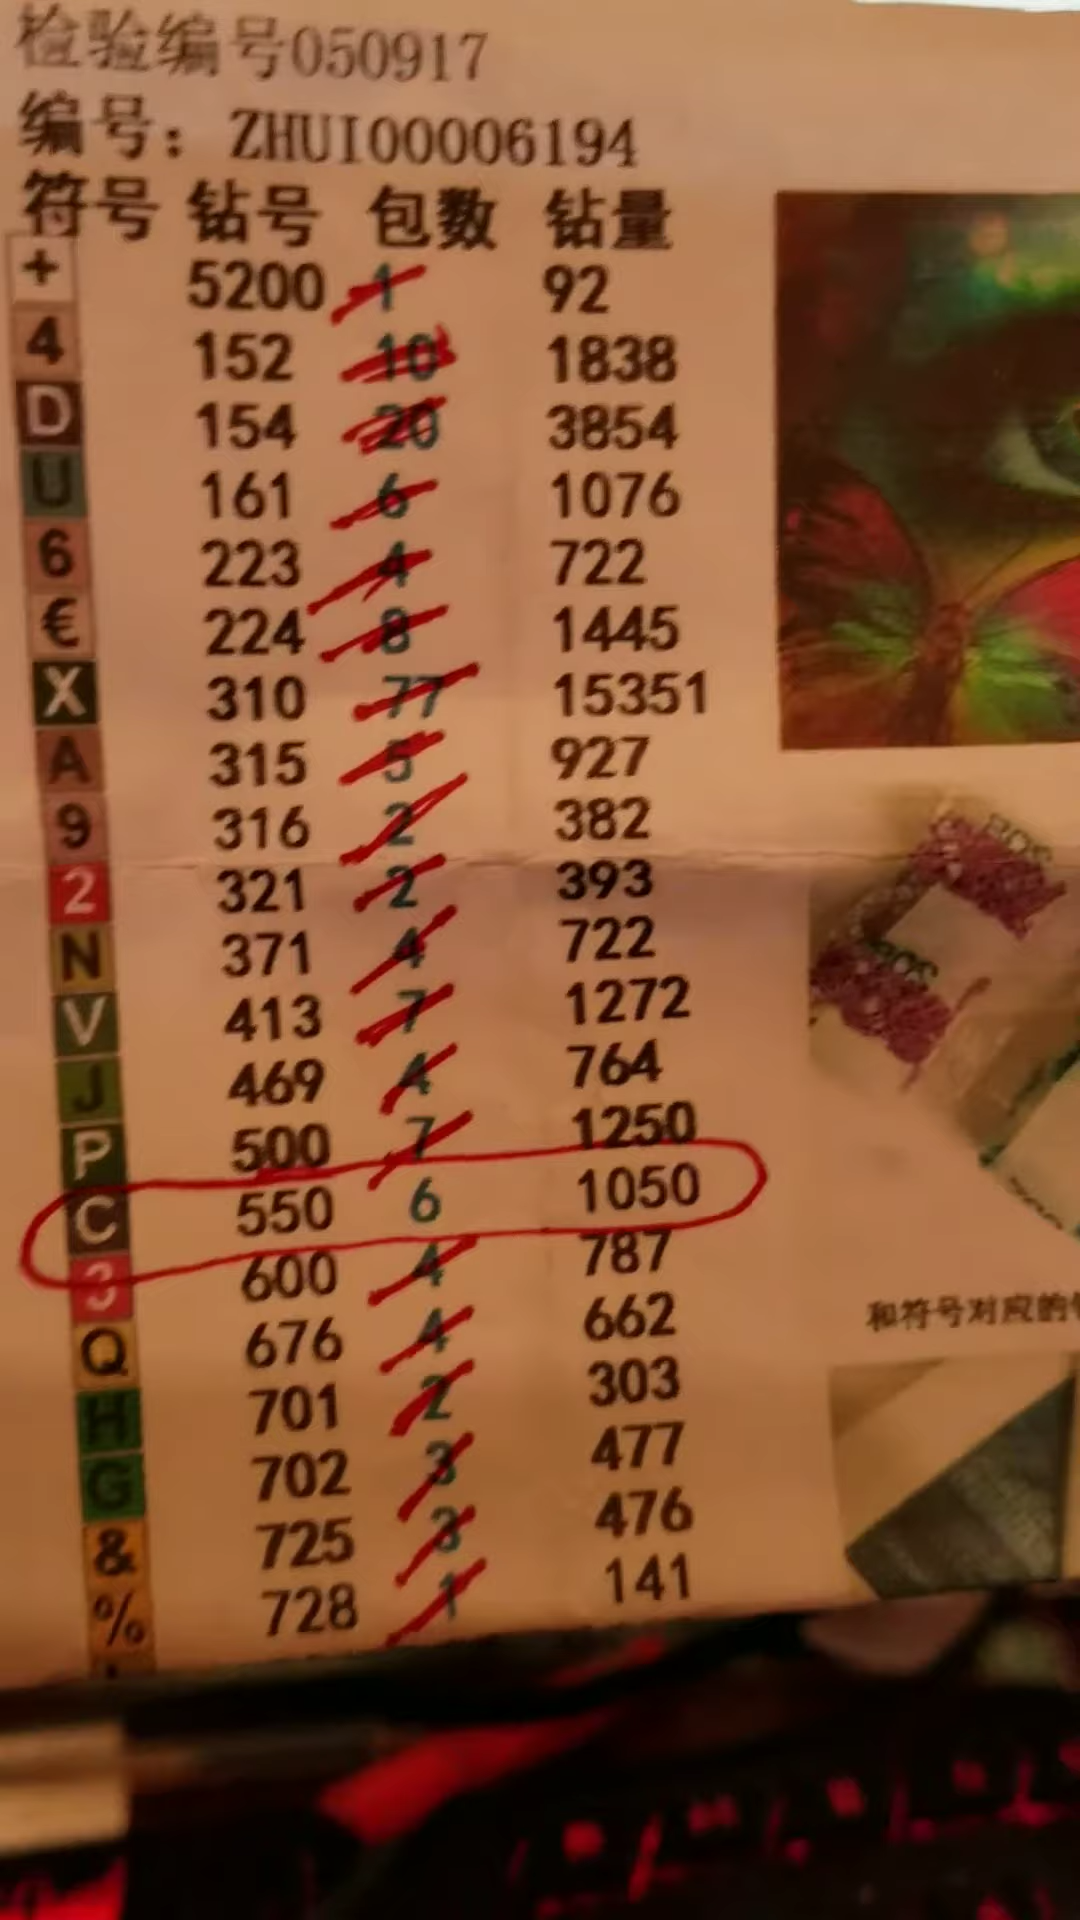 检验编号050917
编号：ZHUI00006194
符号 钻号 包数 钻量
+ 5200 1 92
4 152 10 1838
D 154 20 3854
U 161 6 1076
6 223 4 722
€ 224 8 1445
X 310 77 15351
A 315 5 927
9 316 2 382
2 321 2 393
N 371 4 722
V 413 7 1272
J 469 4 764
P 500 7 1250
C 550 6 1050
3 600 4 787
Q 676 4 662
H 701 2 303
G 702 3 477
& 725 3 476
% 728 1 141
和符号对应的